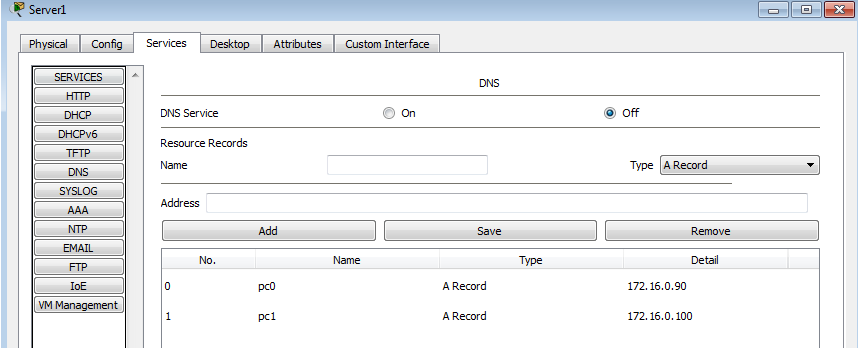 Server1
Physical Config Services Desktop Attributes Custom Interface
SERVICES
HTTP
DHCP
DHCPv6
TFTP
DNS
SYSLOG
AAA
NTP
EMAIL
FTP
IoE
VM Management
DNS
DNS Service On Off
Resource Records
Name Type A Record
Address
Add Save Remove
No. Name Type Detail
0 pc0 A Record 172.16.0.90
1 pc1 A Record 172.16.0.100